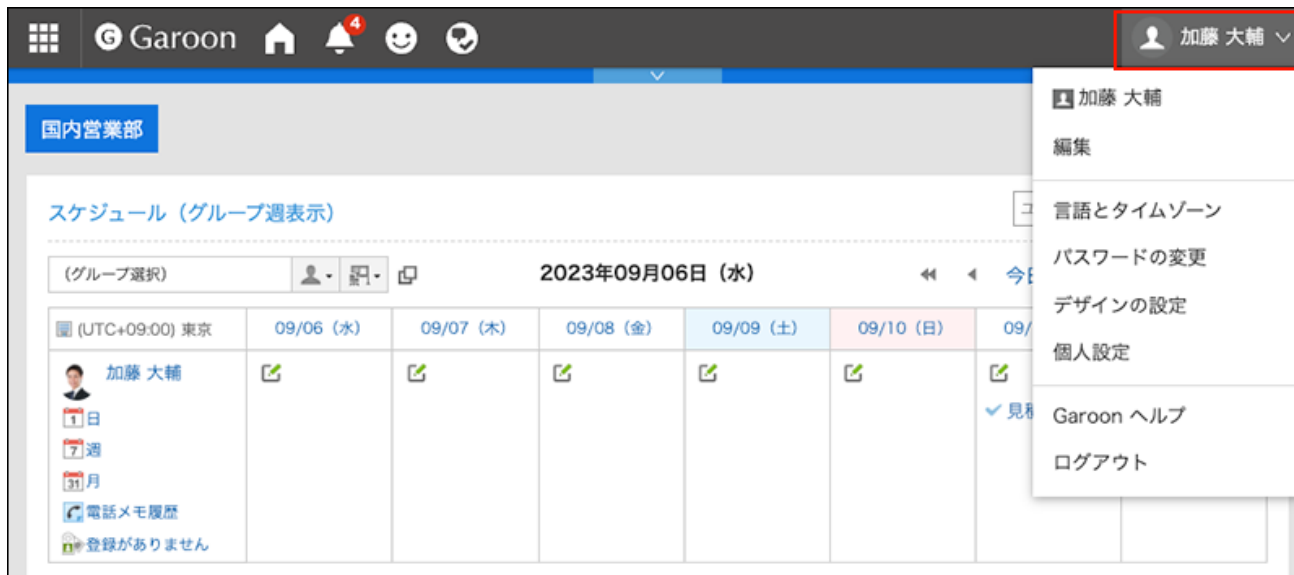 G Garoon
4
加藤 大輔
加藤 大輔
編集
国内営業部
言語とタイムゾーン
スケジュール（グループ週表示）
パスワードの変更
（グループ選択）
2023年09月06日（水）
デザインの設定
(UTC+09:00) 東京
09/06（水）
09/07（木）
09/08（金）
09/09（土）
09/10（日）
09/
個人設定
加藤 大輔
1 日
Garoon ヘルプ
7 週
ログアウト
31 月
電話メモ履歴
登録がありません